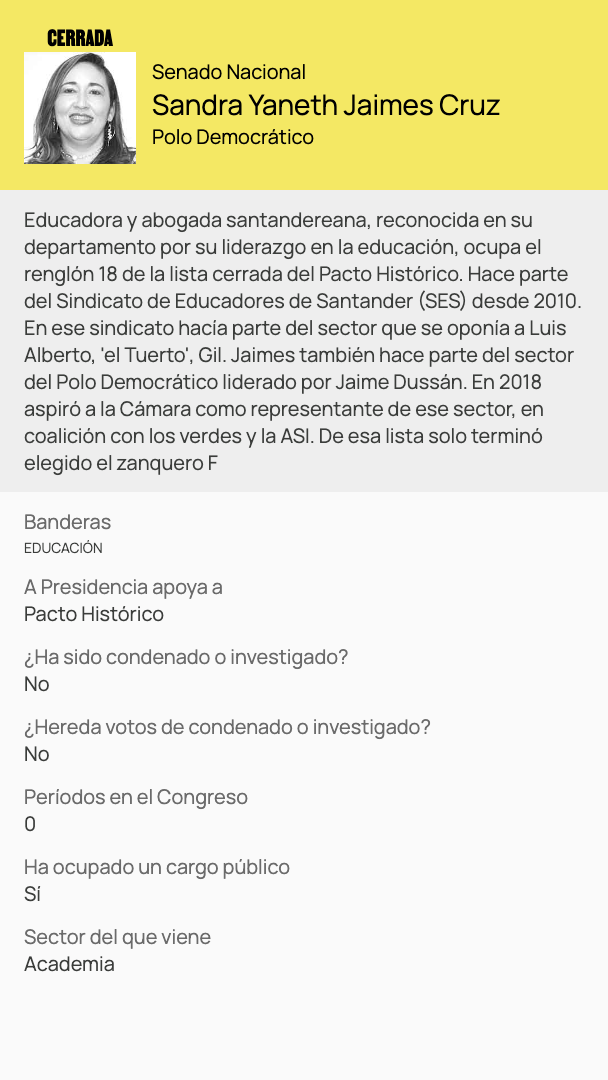 CERRADA
Senado Nacional
Sandra Yaneth Jaimes Cruz
Polo Democrático
Educadora y abogada santandereana, reconocida en su
departamento por su liderazgo en la educación, ocupa el
renglón 18 de la lista cerrada del Pacto Histórico. Hace parte
del Sindicato de Educadores de Santander (SES) desde 2010.
En ese sindicato hacía parte del sector que se oponía a Luis
Alberto, 'el Tuerto', Gil. Jaimes también hace parte del sector
del Polo Democrático liderado por Jaime Dussán. En 2018
aspiró a la Cámara como representante de ese sector, en
coalición con los verdes y la ASI. De esa lista solo terminó
elegido el zanquero F
Banderas
EDUCACIÓN
A Presidencia apoya a
Pacto Histórico
¿Ha sido condenado o investigado?
No
¿Hereda votos de condenado o investigado?
No
Períodos en el Congreso
0
Ha ocupado un cargo público
Sí
Sector del que viene
Academia